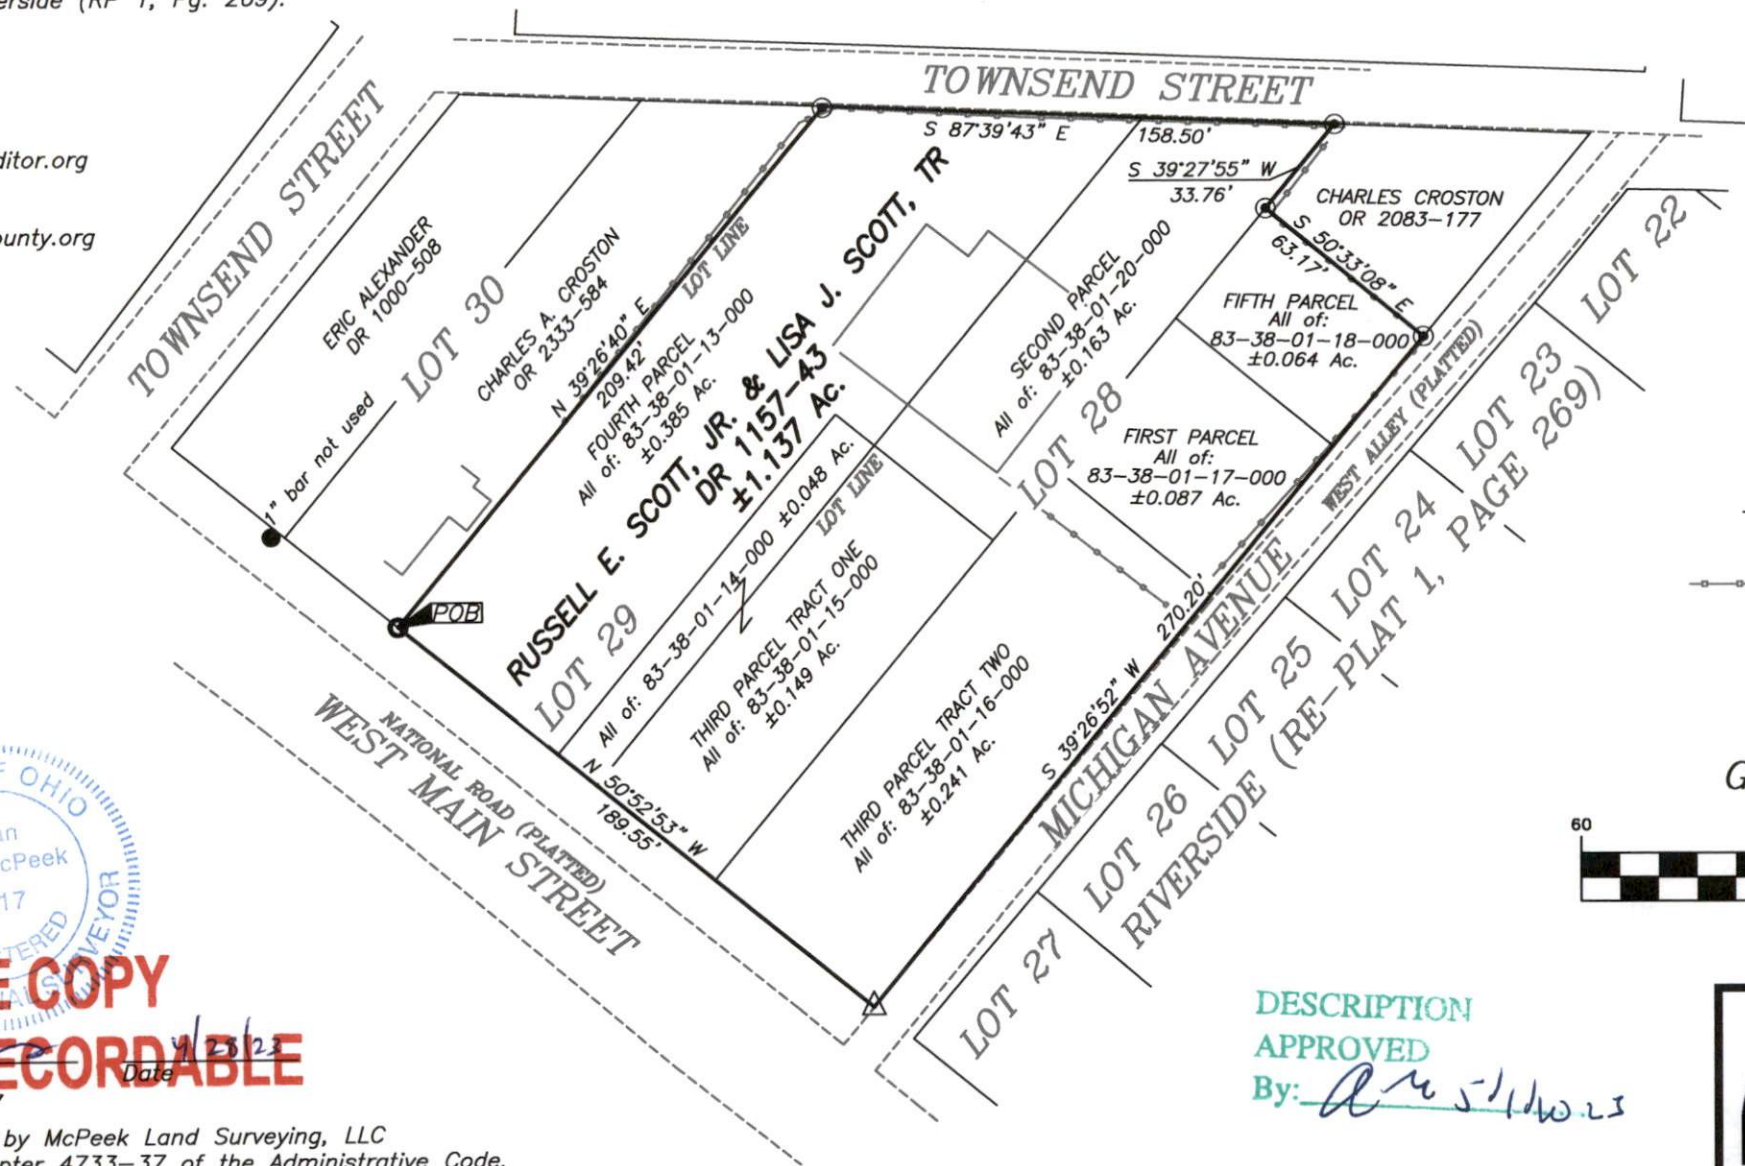 erside (RP 1, Pg. 269).
ditor.org
ounty.org
TOWNSEND STREET
TOWNSEND STREET
S 87°39'43" E
158.50'
S 39°27'55" W
33.76'
CHARLES CROSTON
OR 2083-177
S 50°33'08" E
63.17'
LOT 22
ERIC ALEXANDER
DR 1000-508
LOT 30
CHARLES A. CROSTON
OR 2333-584
1" bar not used
N 39°26'40" E
209.42'
LOT LINE
FOURTH PARCEL
All of: 83-38-01-13-000
±0.385 Ac.
RUSSELL E. SCOTT, JR. & LISA J. SCOTT, TR
DR 1157-43
±1.137 Ac.
SECOND PARCEL
All of: 83-38-01-20-000
±0.163 Ac.
FIFTH PARCEL
All of:
83-38-01-18-000
±0.064 Ac.
LOT 28
FIRST PARCEL
All of:
83-38-01-17-000
±0.087 Ac.
WEST ALLEY (PLATTED)
LOT 23
LOT 24
LOT 25
LOT 26
LOT 27
RIVERSIDE (RE-PLAT 1, PAGE 269)
POB
LOT 29
All of: 83-38-01-14-000 ±0.048 Ac.
LOT LINE
THIRD PARCEL TRACT ONE
All of: 83-38-01-15-000
±0.149 Ac.
THIRD PARCEL TRACT TWO
All of: 83-38-01-16-000
±0.241 Ac.
270.20'
S 39°26'52" W
MICHIGAN AVENUE
N 50°52'53" W
189.55'
NATIONAL ROAD (PLATTED)
WEST MAIN STREET
60
G
F OHIO
an
cPeek
17
TERED
NAL SURVEYOR
E COPY
ECORDABLE
4/28/23
Date
by McPeek Land Surveying, LLC
pter 4733-37 of the Administrative Code.
DESCRIPTION
APPROVED
By: